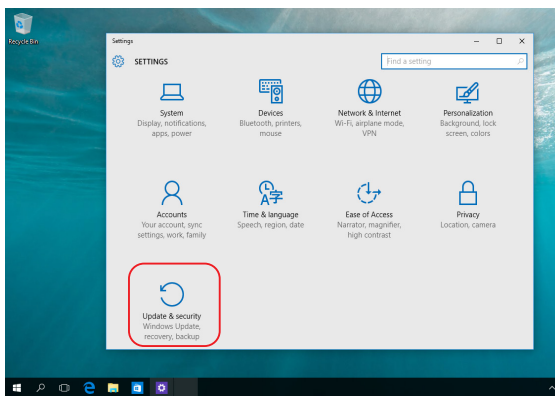 Recycle Bin
Settings
SETTINGS
Find a setting
System
Display, notifications,
apps, power
Devices
Bluetooth, printers,
mouse
Network & Internet
Wi-Fi, airplane mode,
VPN
Personalization
Background, lock
screen, colors
Accounts
Your account, sync
settings, work, family
Time & language
Speech, region, date
Ease of Access
Narrator, magnifier,
high contrast
Privacy
Location, camera
Update & security
Windows Update,
recovery, backup